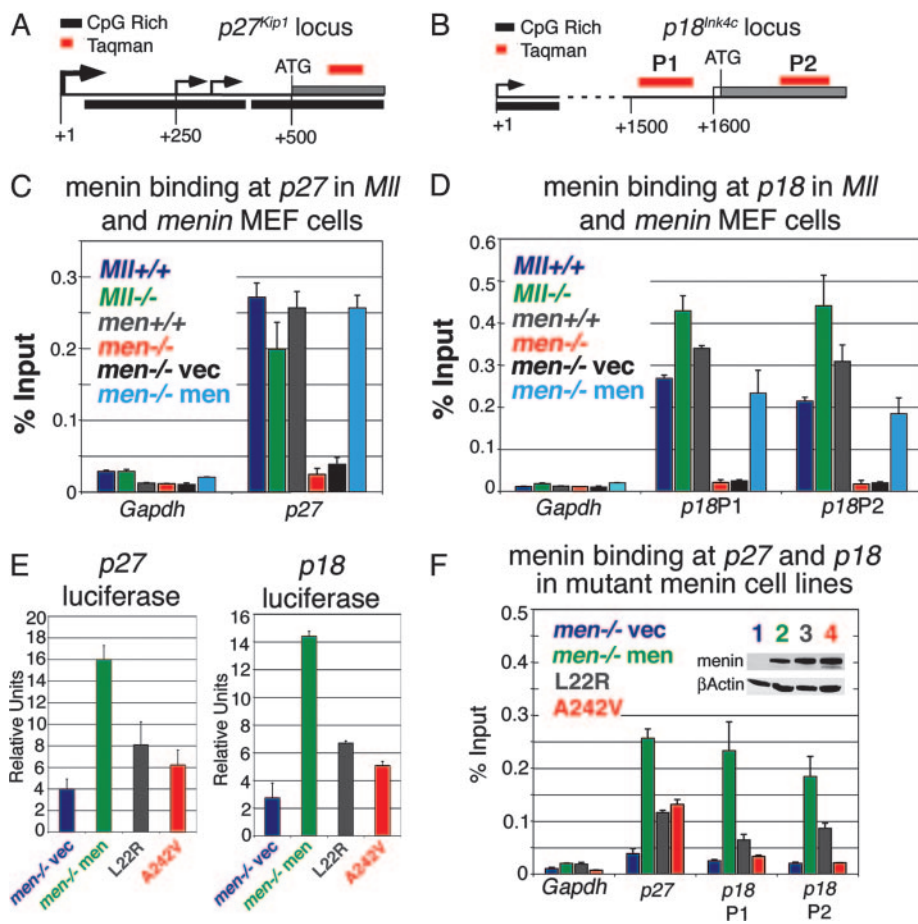 A
p27Kip1 locus
CpG Rich
Taqman
ATG
+1
+250
+500
B
p18Ink4c locus
CpG Rich
Taqman
P1
ATG
P2
+1
+1500
+1600
C
menin binding at p27 in Mll
and menin MEF cells
% Input
0.3
0.2
0.1
0
Mll+/+
Mll-/-
men+/+
men-/-
men-/- vec
men-/- men
Gapdh
p27
D
menin binding at p18 in Mll
and menin MEF cells
% Input
0.6
0.5
0.4
0.3
0.2
0.1
0
Mll+/+
Mll-/-
men+/+
men-/-
men-/- vec
men-/- men
Gapdh
p18P1
p18P2
E
p27
luciferase
Relative Units
20
18
16
14
12
10
8
6
4
2
0
men-/- vec
men-/- men
L22R
A242V
p18
luciferase
Relative Units
16
14
12
10
8
6
4
2
0
men-/- vec
men-/- men
L22R
A242V
F
menin binding at p27 and p18
in mutant menin cell lines
% Input
0.5
0.4
0.3
0.2
0.1
0
men-/- vec
men-/- men
L22R
A242V
1 2 3 4
menin
βActin
Gapdh
p27
p18
P1
p18
P2